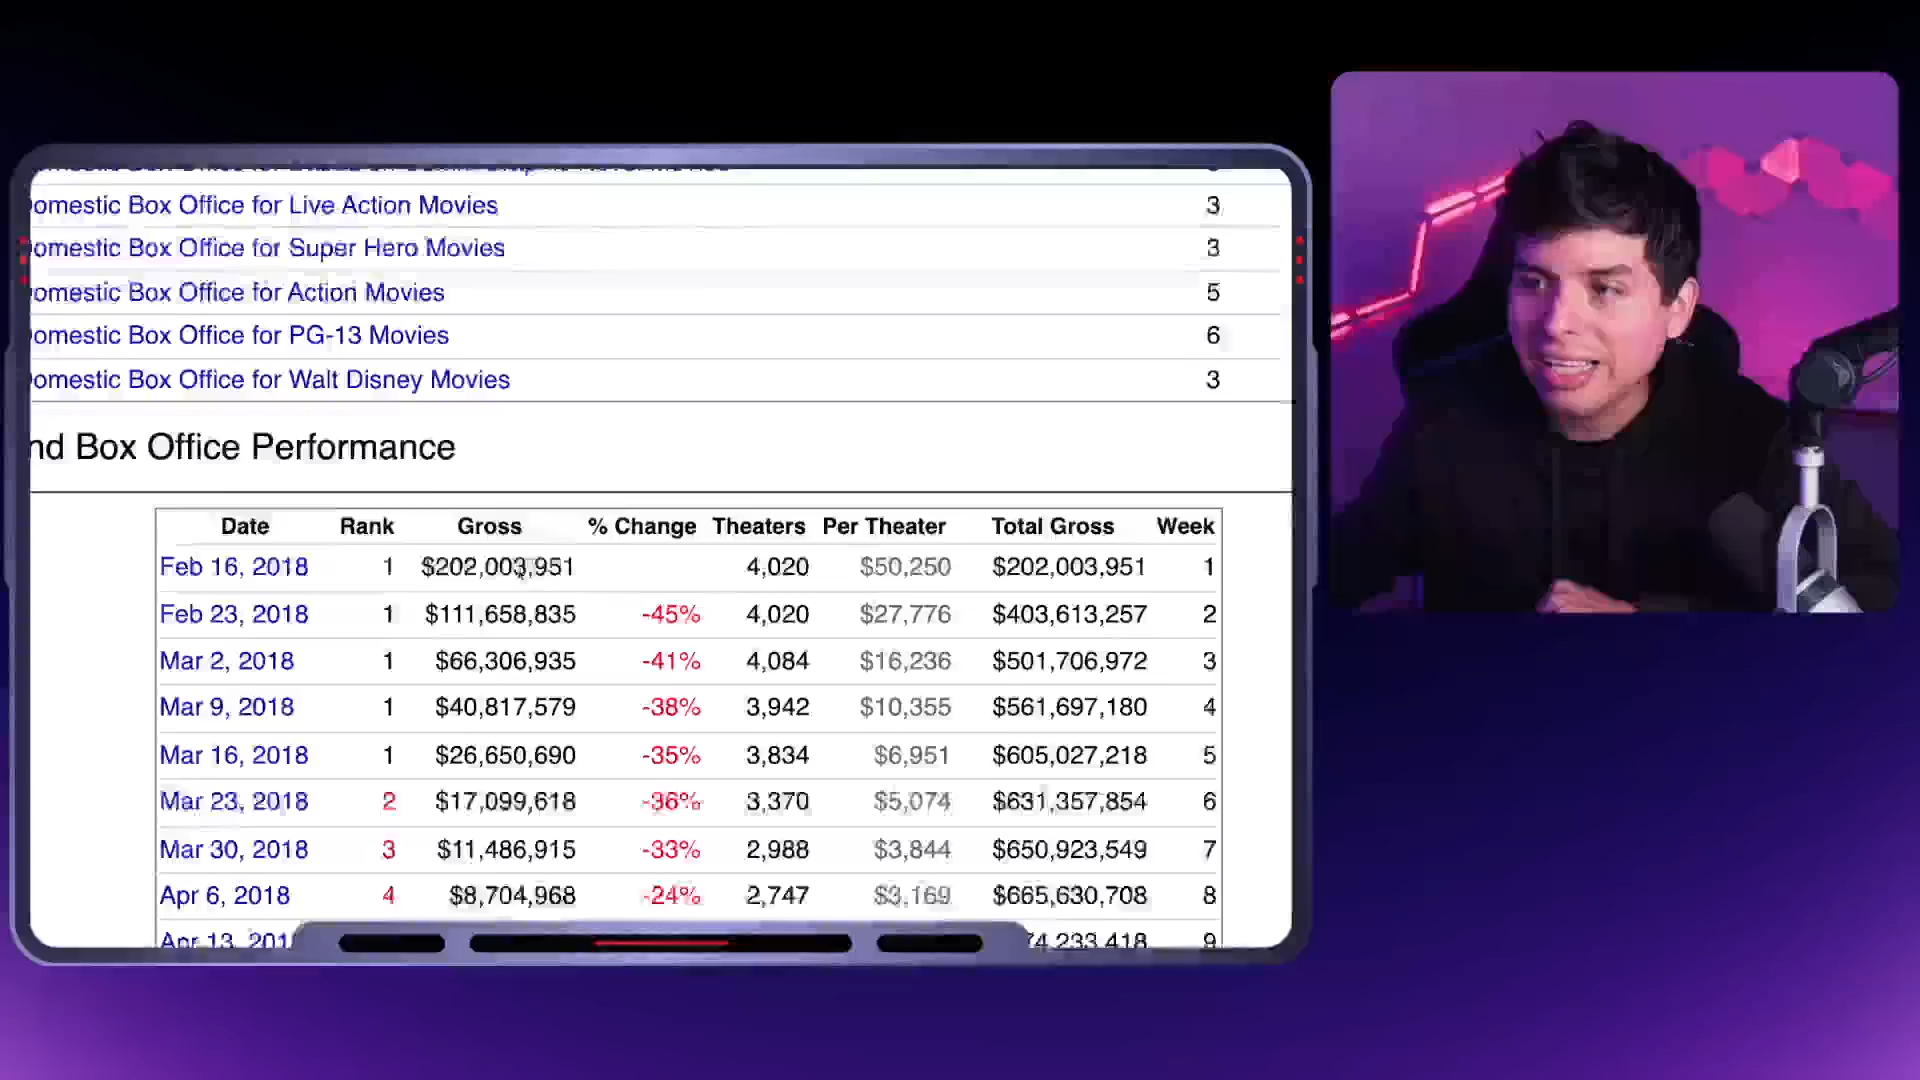 omestic Box Office for Live Action Movies 3
omestic Box Office for Super Hero Movies 3
omestic Box Office for Action Movies 5
omestic Box Office for PG-13 Movies 6
omestic Box Office for Walt Disney Movies 3
nd Box Office Performance
Date Rank Gross % Change Theaters Per Theater Total Gross Week
Feb 16, 2018 1 $202,003,951 4,020 $50,250 $202,003,951 1
Feb 23, 2018 1 $111,658,835 -45% 4,020 $27,776 $403,613,257 2
Mar 2, 2018 1 $66,306,935 -41% 4,084 $16,236 $501,706,972 3
Mar 9, 2018 1 $40,817,579 -38% 3,942 $10,355 $561,697,180 4
Mar 16, 2018 1 $26,650,690 -35% 3,834 $6,951 $605,027,218 5
Mar 23, 2018 2 $17,099,618 -36% 3,370 $5,074 $631,357,854 6
Mar 30, 2018 3 $11,486,915 -33% 2,988 $3,844 $650,923,549 7
Apr 6, 2018 4 $8,704,968 -24% 2,747 $3,169 $665,630,708 8
Apr 13, 201 74,233,418 9